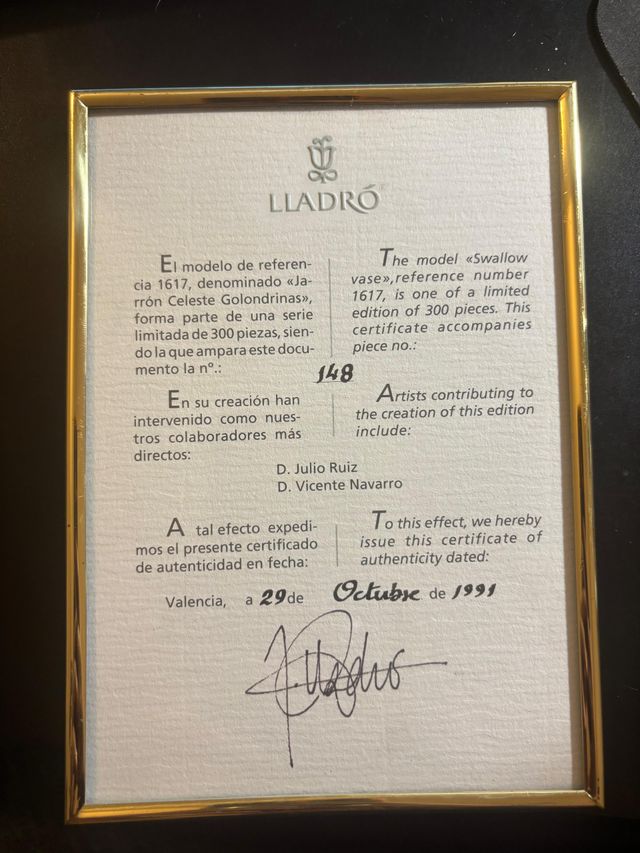 LLADRÓ
El modelo de referen-
cia 1617, denominado «Ja-
rrón Celeste Golondrinas»,
forma parte de una serie
limitada de 300 piezas, sien-
do la que ampara este docu-
mento la nº.:
The model «Swallow
vase», reference number
1617, is one of a limited
edition of 300 pieces. This
certificate accompanies
piece no.:
148
En su creación han
intervenido como nues-
tros colaboradores más
directos:
Artists contributing to
the creation of this edition
include:
D. Julio Ruiz
D. Vicente Navarro
A tal efecto expedi-
mos el presente certificado
de autenticidad en fecha:
To this effect, we hereby
issue this certificate of
authenticity dated:
Valencia, a 29 de Octubre de 1991